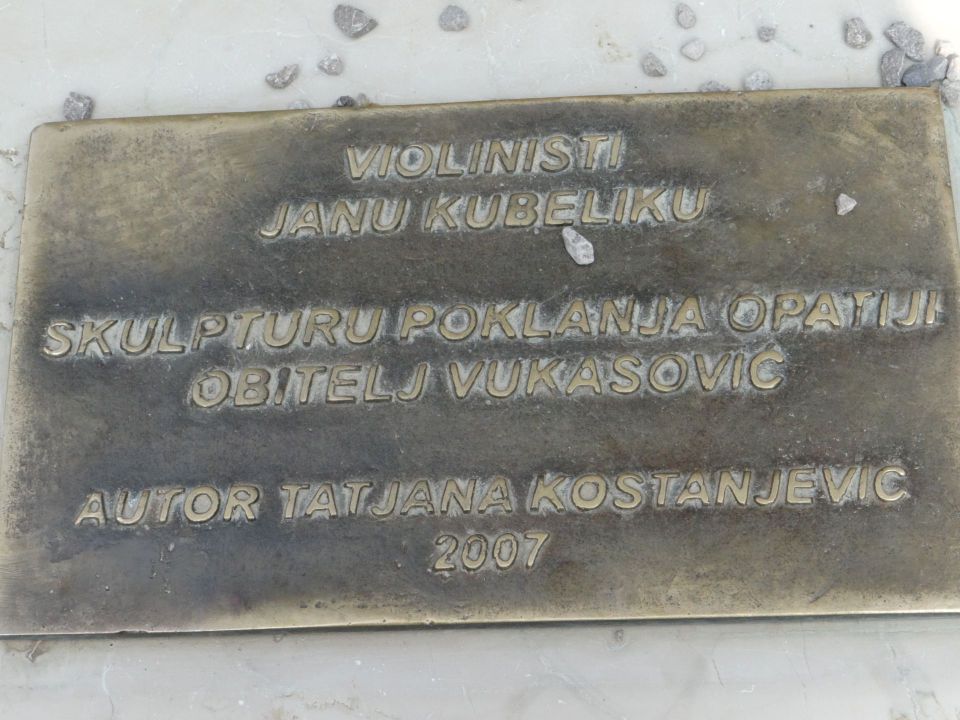 VIOLINISTI
JANU KUBELIKU
SKULPTURU POKLANJA OPATIJI
OBITELJ VUKASOVIĆ
AUTOR TATJANA KOSTANJEVIĆ
2007